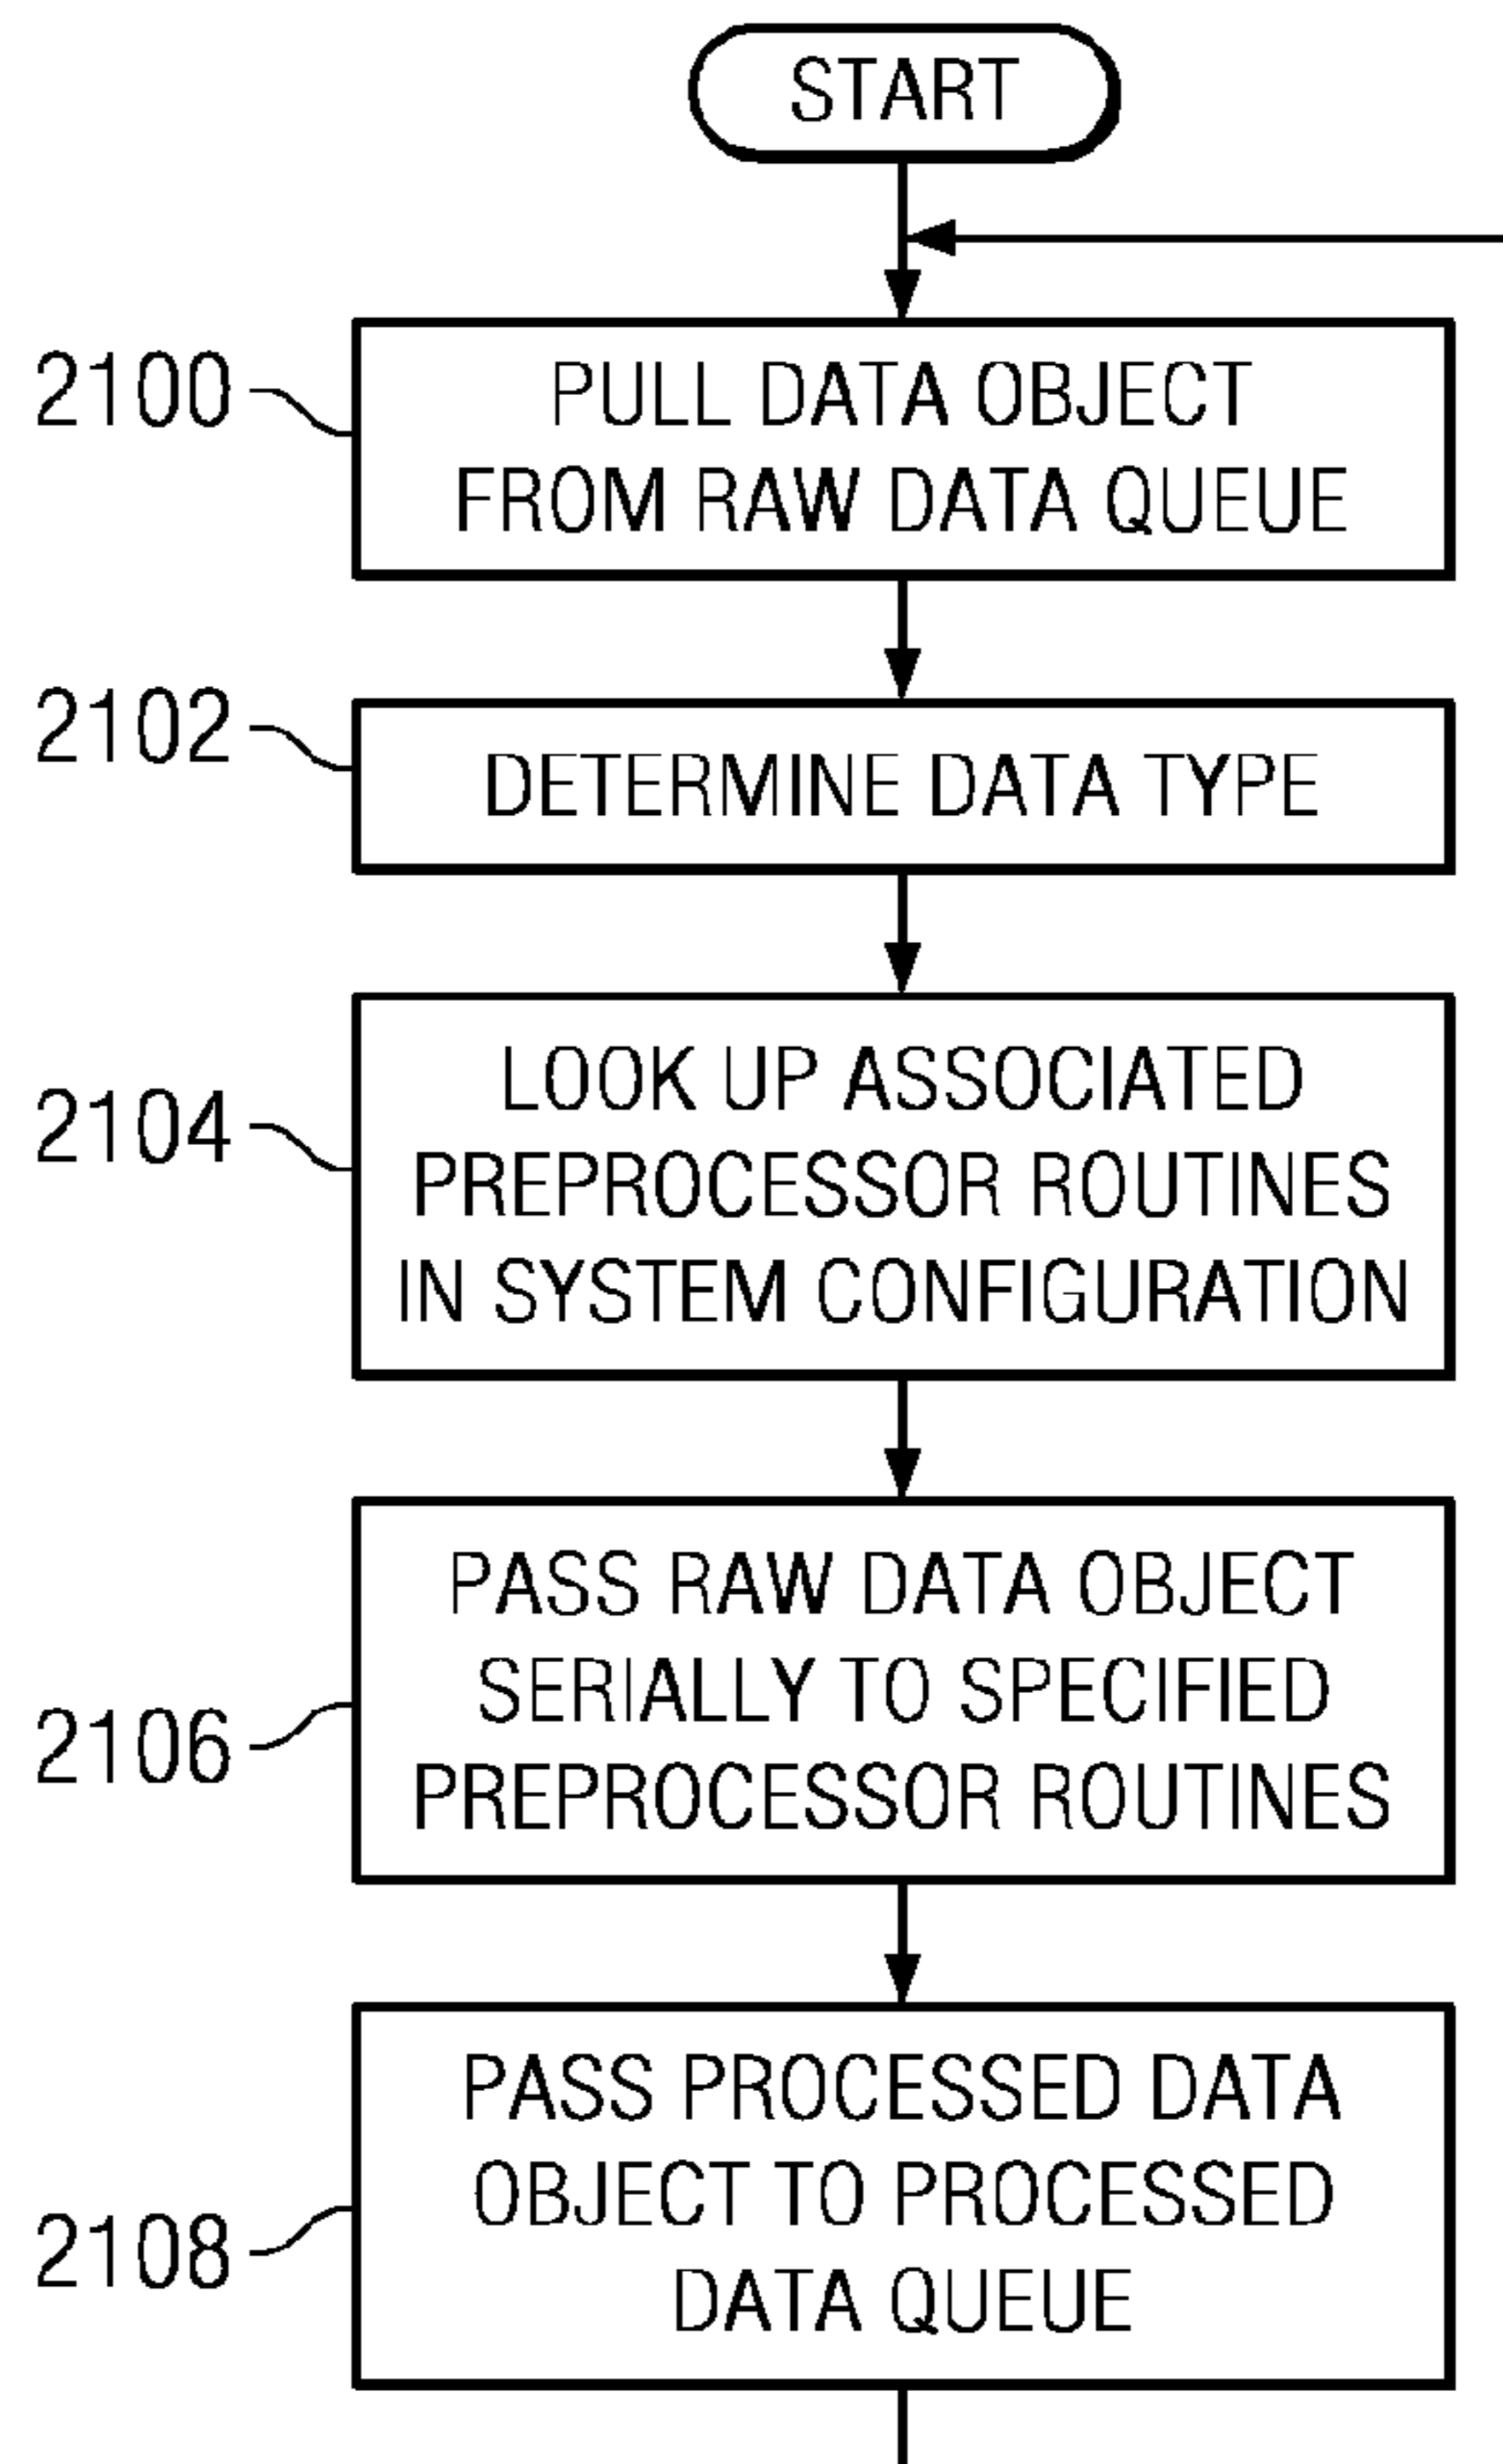 START
2100
PULL DATA OBJECT
FROM RAW DATA QUEUE
2102
DETERMINE DATA TYPE
2104
LOOK UP ASSOCIATED
PREPROCESSOR ROUTINES
IN SYSTEM CONFIGURATION
2106
PASS RAW DATA OBJECT
SERIALLY TO SPECIFIED
PREPROCESSOR ROUTINES
2108
PASS PROCESSED DATA
OBJECT TO PROCESSED
DATA QUEUE